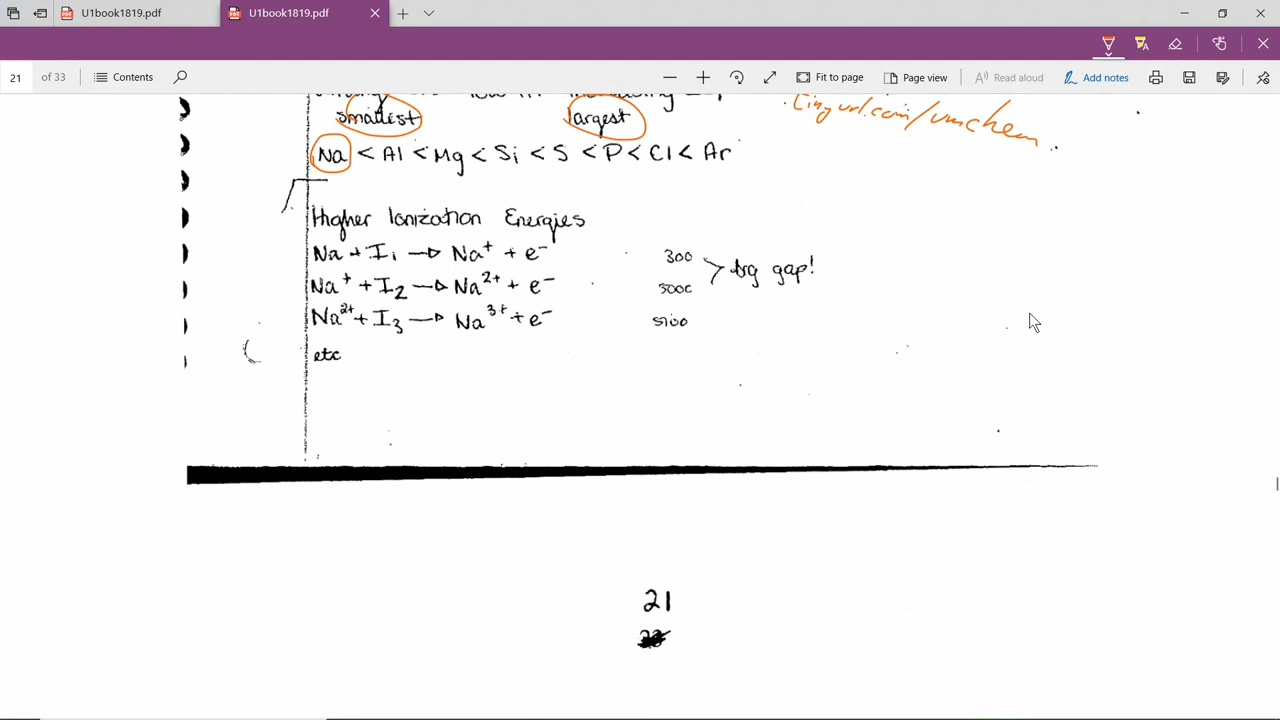 U1book1819.pdf
U1book1819.pdf
21 of 33 Contents Fit to page Page view Read aloud Add notes
tinyurl.com/vmchem
smallest largest
Na < Al < Mg < Si < S < P < Cl < Ar
Higher Ionization Energies
Na + I₁ → Na⁺ + e⁻ 300
big gap!
Na⁺ + I₂ → Na²⁺ + e⁻ 5000
Na²⁺ + I₃ → Na³⁺ + e⁻ 5100
etc
21